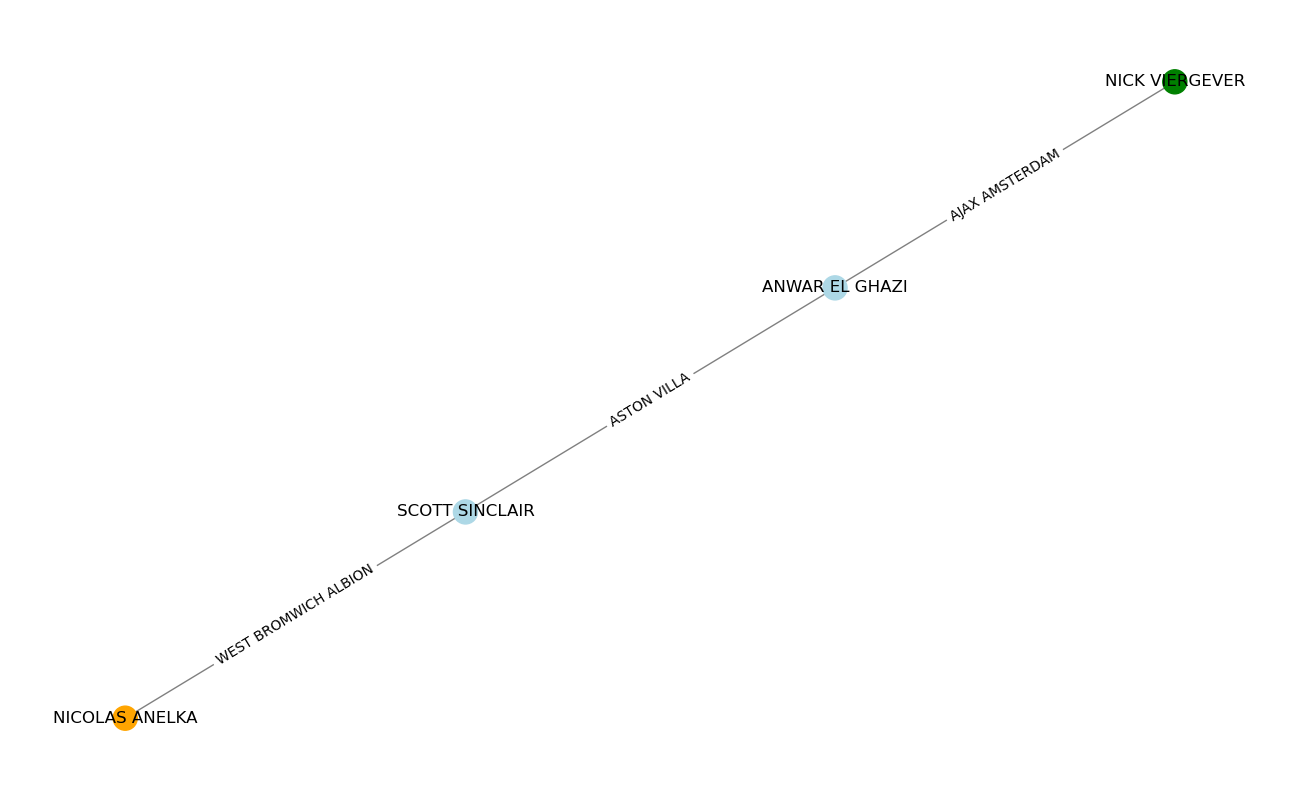 NICK VIERGEVER
AJAX AMSTERDAM
ANWAR EL GHAZI
ASTON VILLA
SCOTT SINCLAIR
WEST BROMWICH ALBION
NICOLAS ANELKA